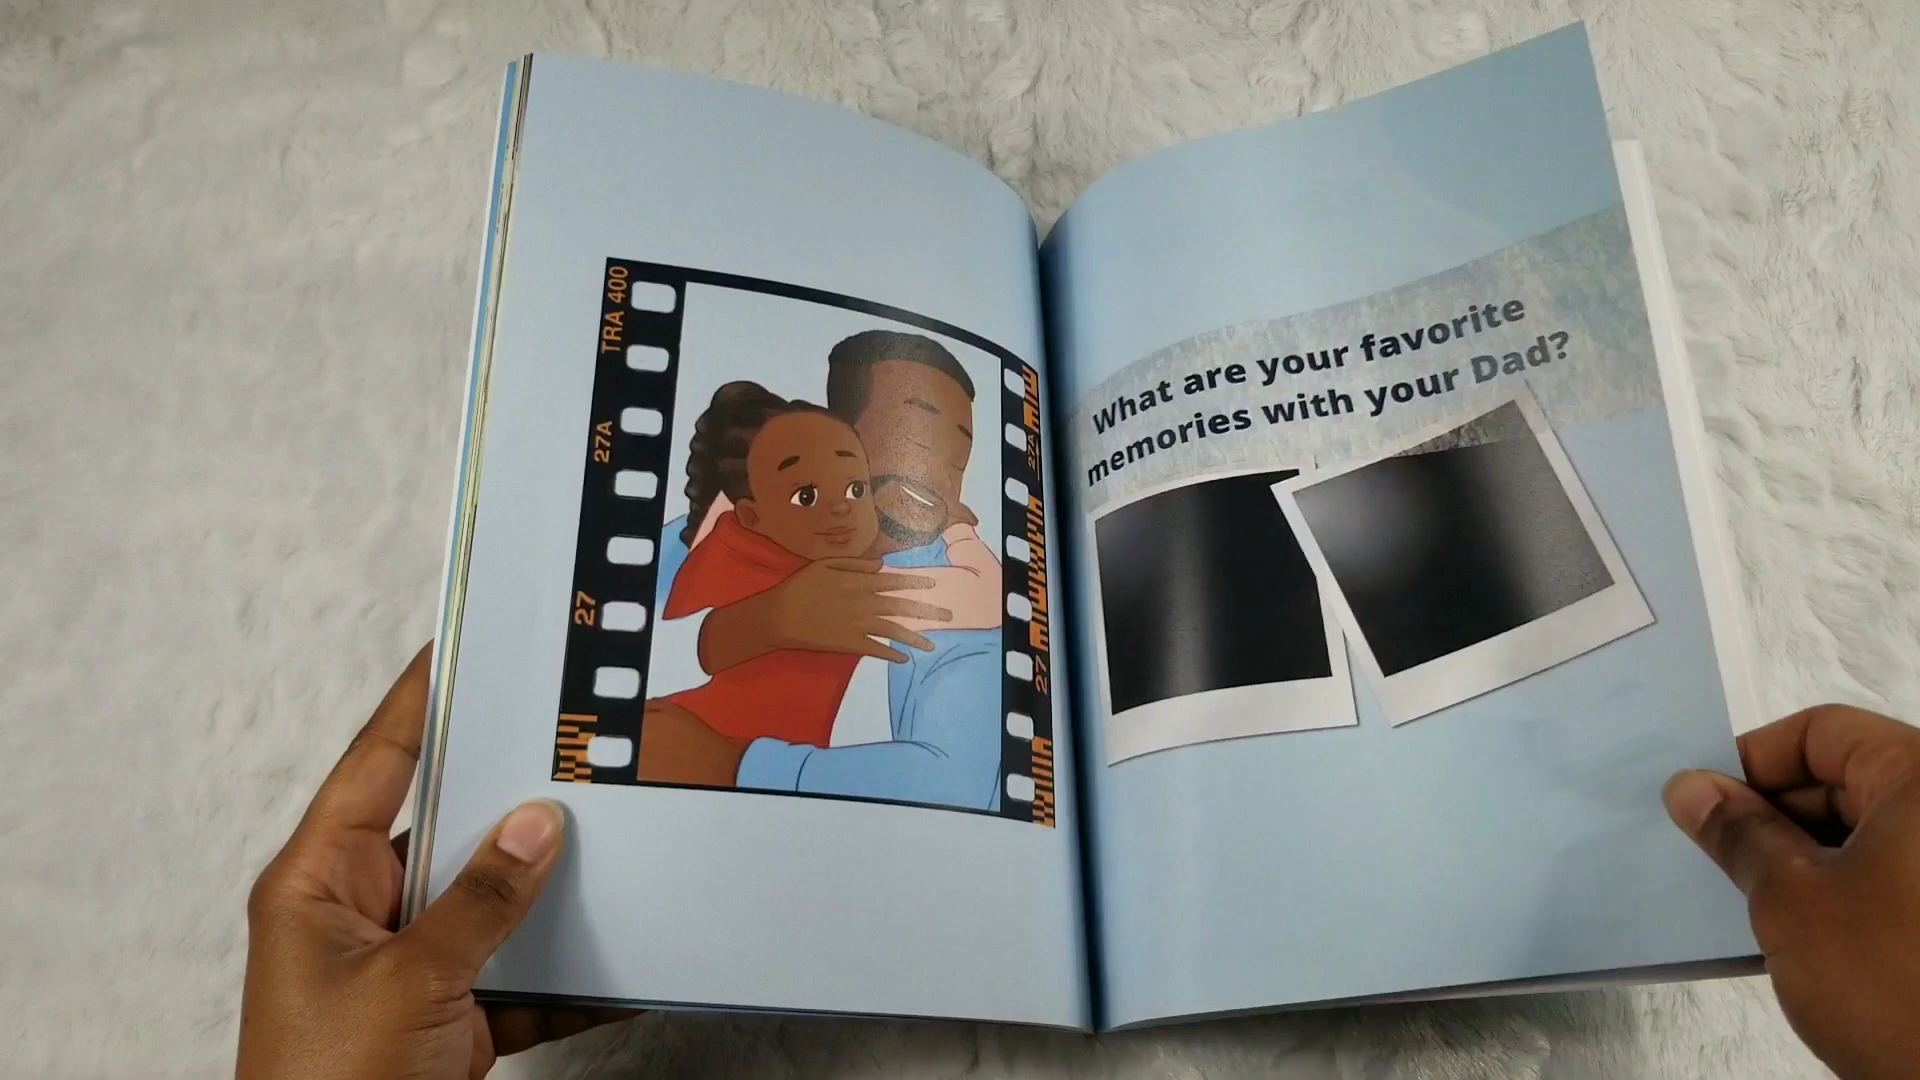 TRA 400
27A
27
27A
27
What are your favorite
memories with your Dad?